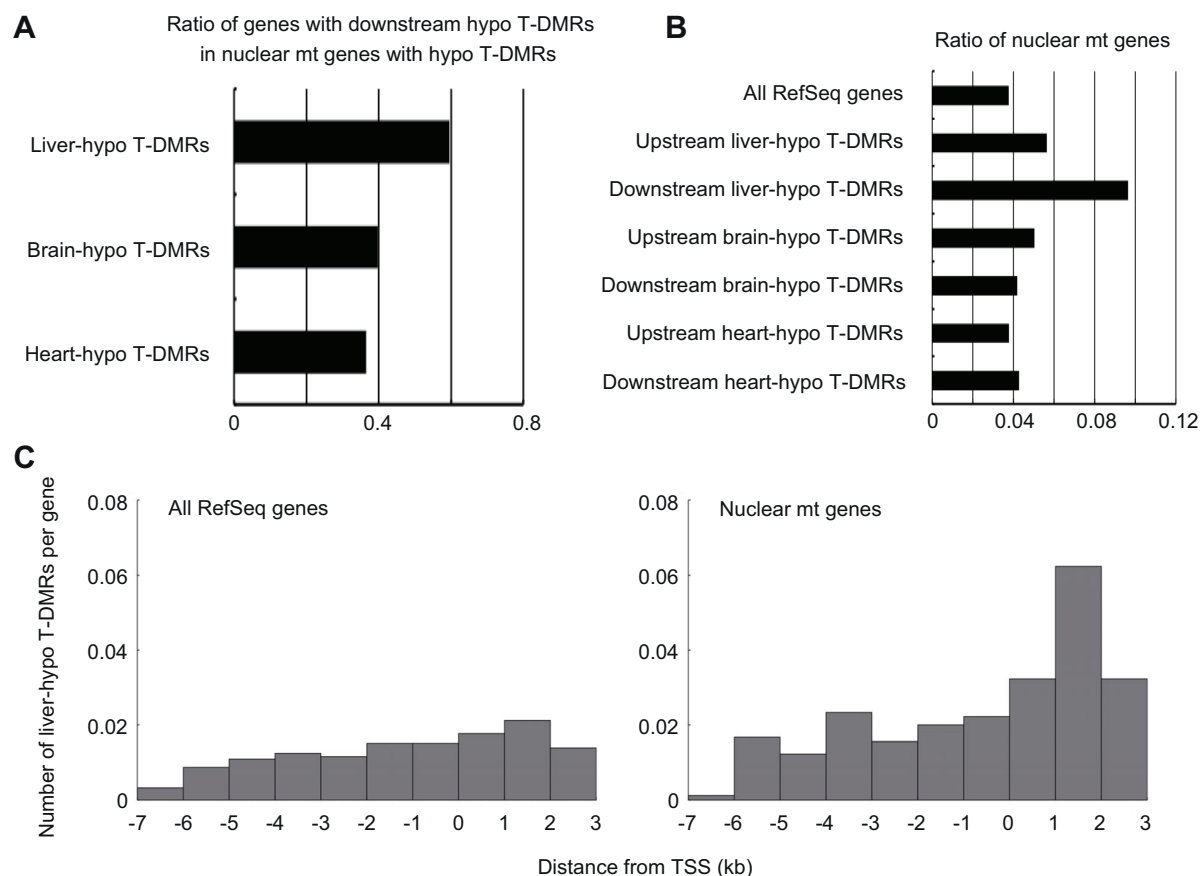 A
Ratio of genes with downstream hypo T-DMRs
in nuclear mt genes with hypo T-DMRs
Liver-hypo T-DMRs
Brain-hypo T-DMRs
Heart-hypo T-DMRs
0 0.4 0.8
B
Ratio of nuclear mt genes
All RefSeq genes
Upstream liver-hypo T-DMRs
Downstream liver-hypo T-DMRs
Upstream brain-hypo T-DMRs
Downstream brain-hypo T-DMRs
Upstream heart-hypo T-DMRs
Downstream heart-hypo T-DMRs
0 0.04 0.08 0.12
C
Number of liver-hypo T-DMRs per gene
All RefSeq genes
0.08
0.06
0.04
0.02
0
-7 -6 -5 -4 -3 -2 -1 0 1 2 3
Nuclear mt genes
0.08
0.06
0.04
0.02
0
-7 -6 -5 -4 -3 -2 -1 0 1 2 3
Distance from TSS (kb)